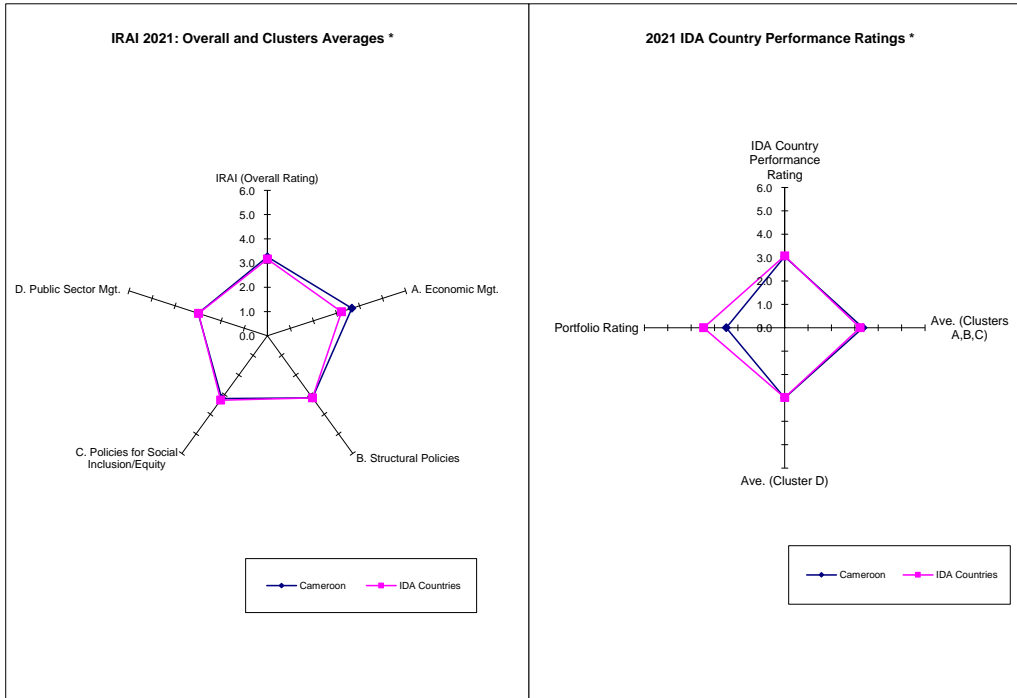 IRAI 2021: Overall and Clusters Averages *
IRAI (Overall Rating)
6.0
5.0
4.0
3.0
2.0
1.0
0.0
A. Economic Mgt.
B. Structural Policies
C. Policies for Social
Inclusion/Equity
D. Public Sector Mgt.
Cameroon
IDA Countries
2021 IDA Country Performance Ratings *
IDA Country
Performance
Rating
6.0
5.0
4.0
3.0
2.0
1.0
0.0
Ave. (Clusters
A,B,C)
Ave. (Cluster D)
Portfolio Rating
Cameroon
IDA Countries